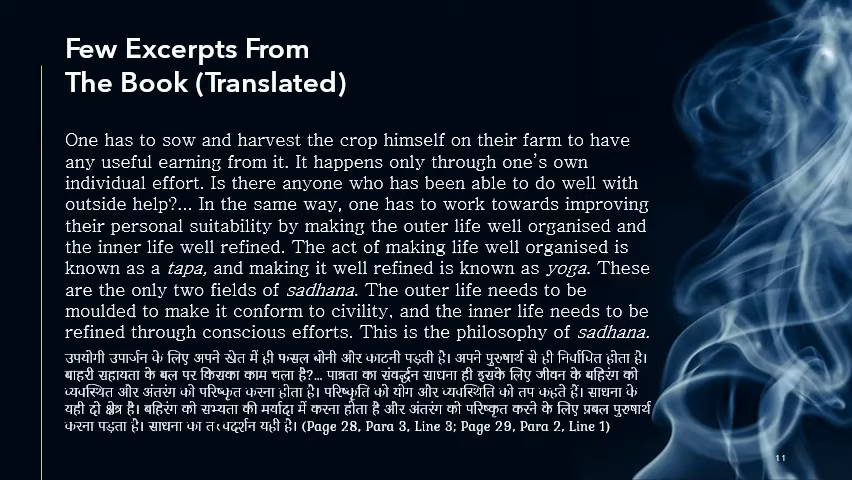 Few Excerpts From
The Book (Translated)
One has to sow and harvest the crop himself on their farm to have
any useful earning from it. It happens only through one's own
individual effort. Is there anyone who has been able to do well with
outside help?... In the same way, one has to work towards improving
their personal suitability by making the outer life well organised and
the inner life well refined. The act of making life well organised is
known as a tapa, and making it well refined is known as yoga. These
are the only two fields of sadhana. The outer life needs to be
moulded to make it conform to civility, and the inner life needs to be
refined through conscious efforts. This is the philosophy of sadhana.
उपयोगी उपार्जन के लिए अपने खेत में ही फसल बोनी और काटनी पड़ती है। अपने पुरुषार्थ से ही निर्वाधित होता है।
बाहरी सहायता के बल पर किसका काम चला है?... पात्रता का संवर्द्धन साधना ही इसके लिए जीवन के बहिरंग को
व्यवस्थित और अंतरंग को परिष्कृत करना होता है। परिष्कृति को योग और व्यवस्थिति को तप कहते हैं। साधना के
यही दो क्षेत्र है। बहिरंग को सभ्यता की मर्यादा में करना होता है और अंतरंग को परिष्कृत करने के लिए प्रबल पुरुषार्थ
करना पड़ता है। साधना का तत्वदर्शन यही है। (Page 28, Para 3, Line 3; Page 29, Para 2, Line 1)
11